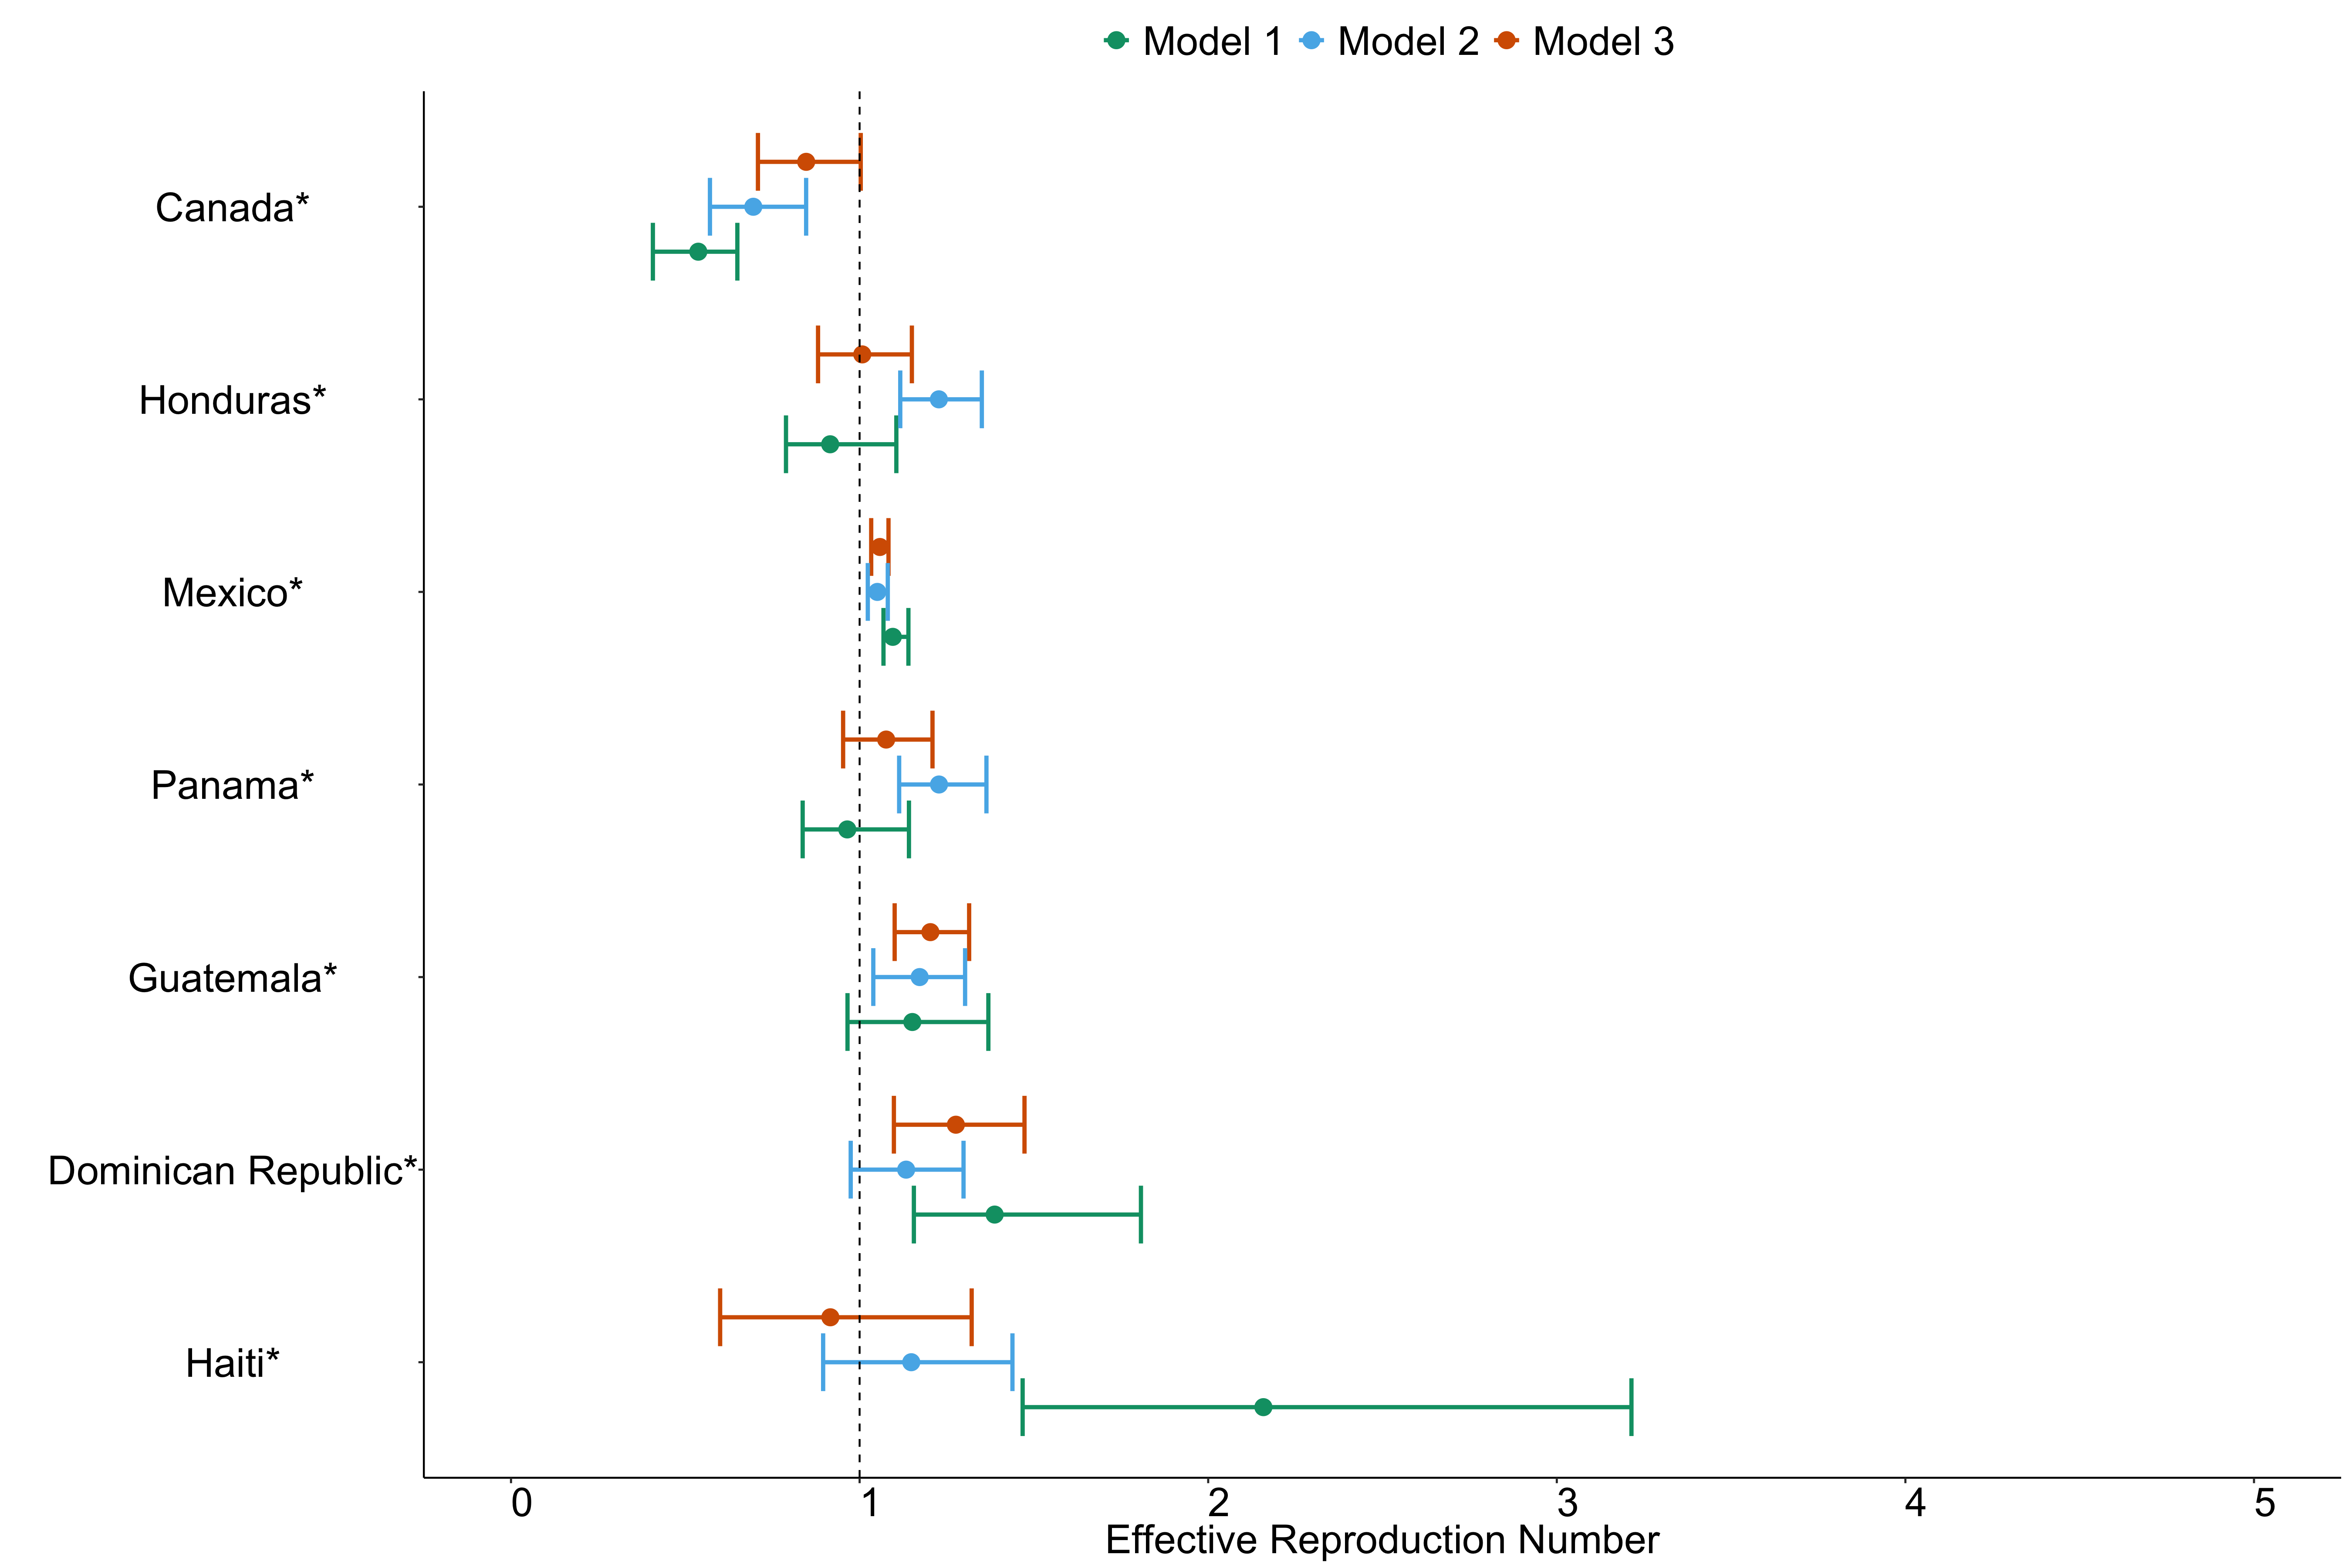 Model 1 Model 2 Model 3
Canada*
Honduras*
Mexico*
Panama*
Guatemala*
Dominican Republic*
Haiti*
0 1 2 3 4 5
Effective Reproduction Number